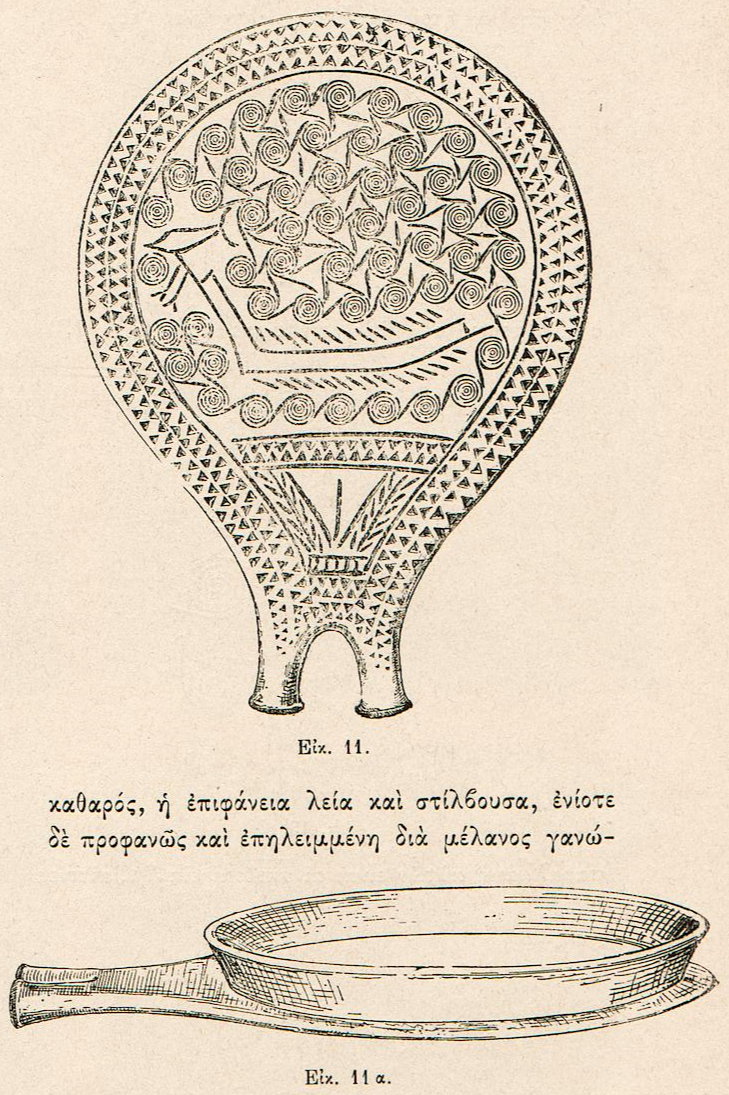 Εἰκ. 11.
καθαρός, ἡ ἐπιφάνεια λεία καὶ στίλβουσα, ἐνίοτε
δὲ προφανῶς καὶ ἐπηλειμμένη διὰ μέλανος γανώ-
Εἰκ. 11 α.